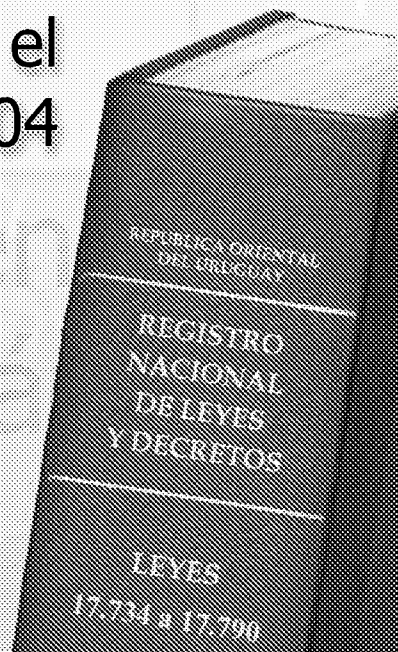 el
04
REPUBLICA ORIENTAL
DEL URUGUAY
REGISTRO
NACIONAL
DE LEYES
Y DECRETOS
LEYES
17.734 a 17.790